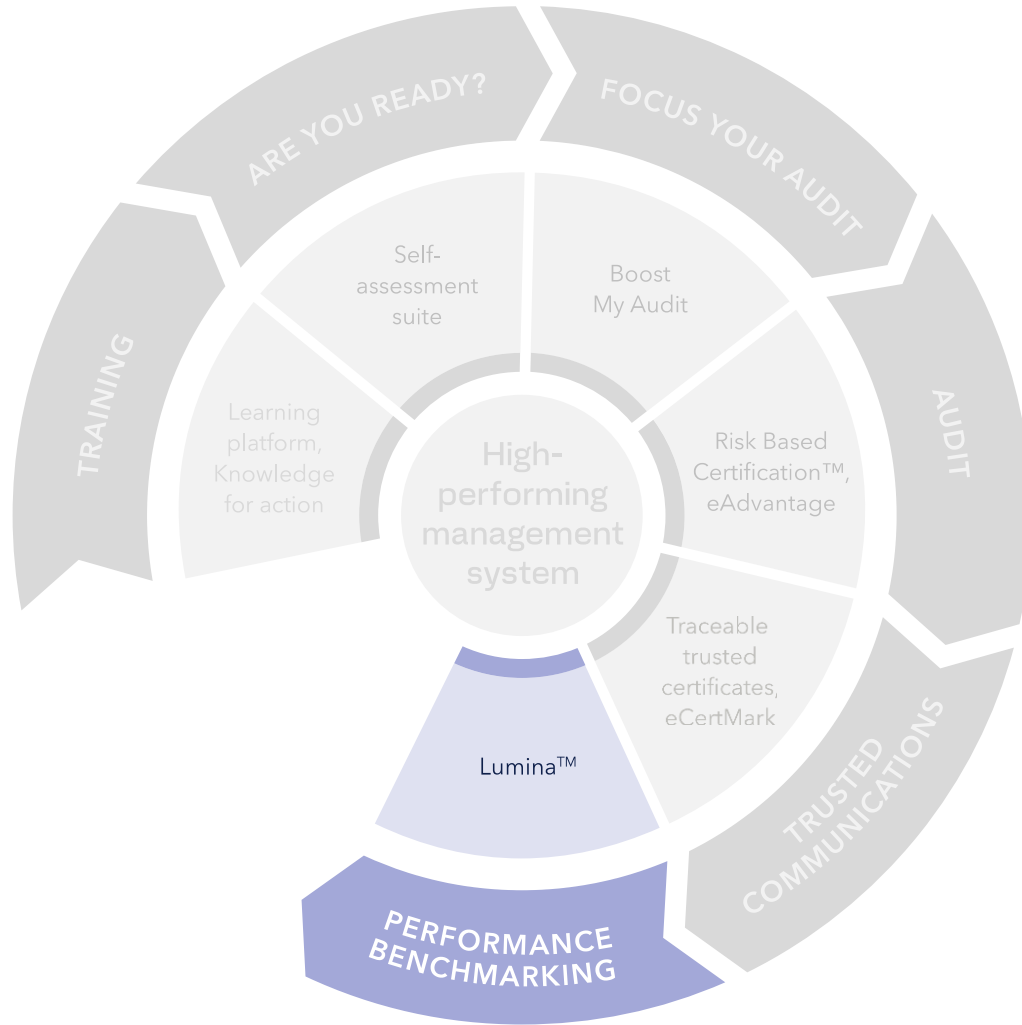 ARE YOU READY?
FOCUS YOUR AUDIT
TRAINING
AUDIT
TRUSTED
COMMUNICATIONS
PERFORMANCE
BENCHMARKING
Self-
assessment
suite
Boost
My Audit
Learning
platform,
Knowledge
for action
Risk Based
Certification™,
eAdvantage
High-
performing
management
system
Traceable
trusted
certificates,
eCertMark
Lumina™